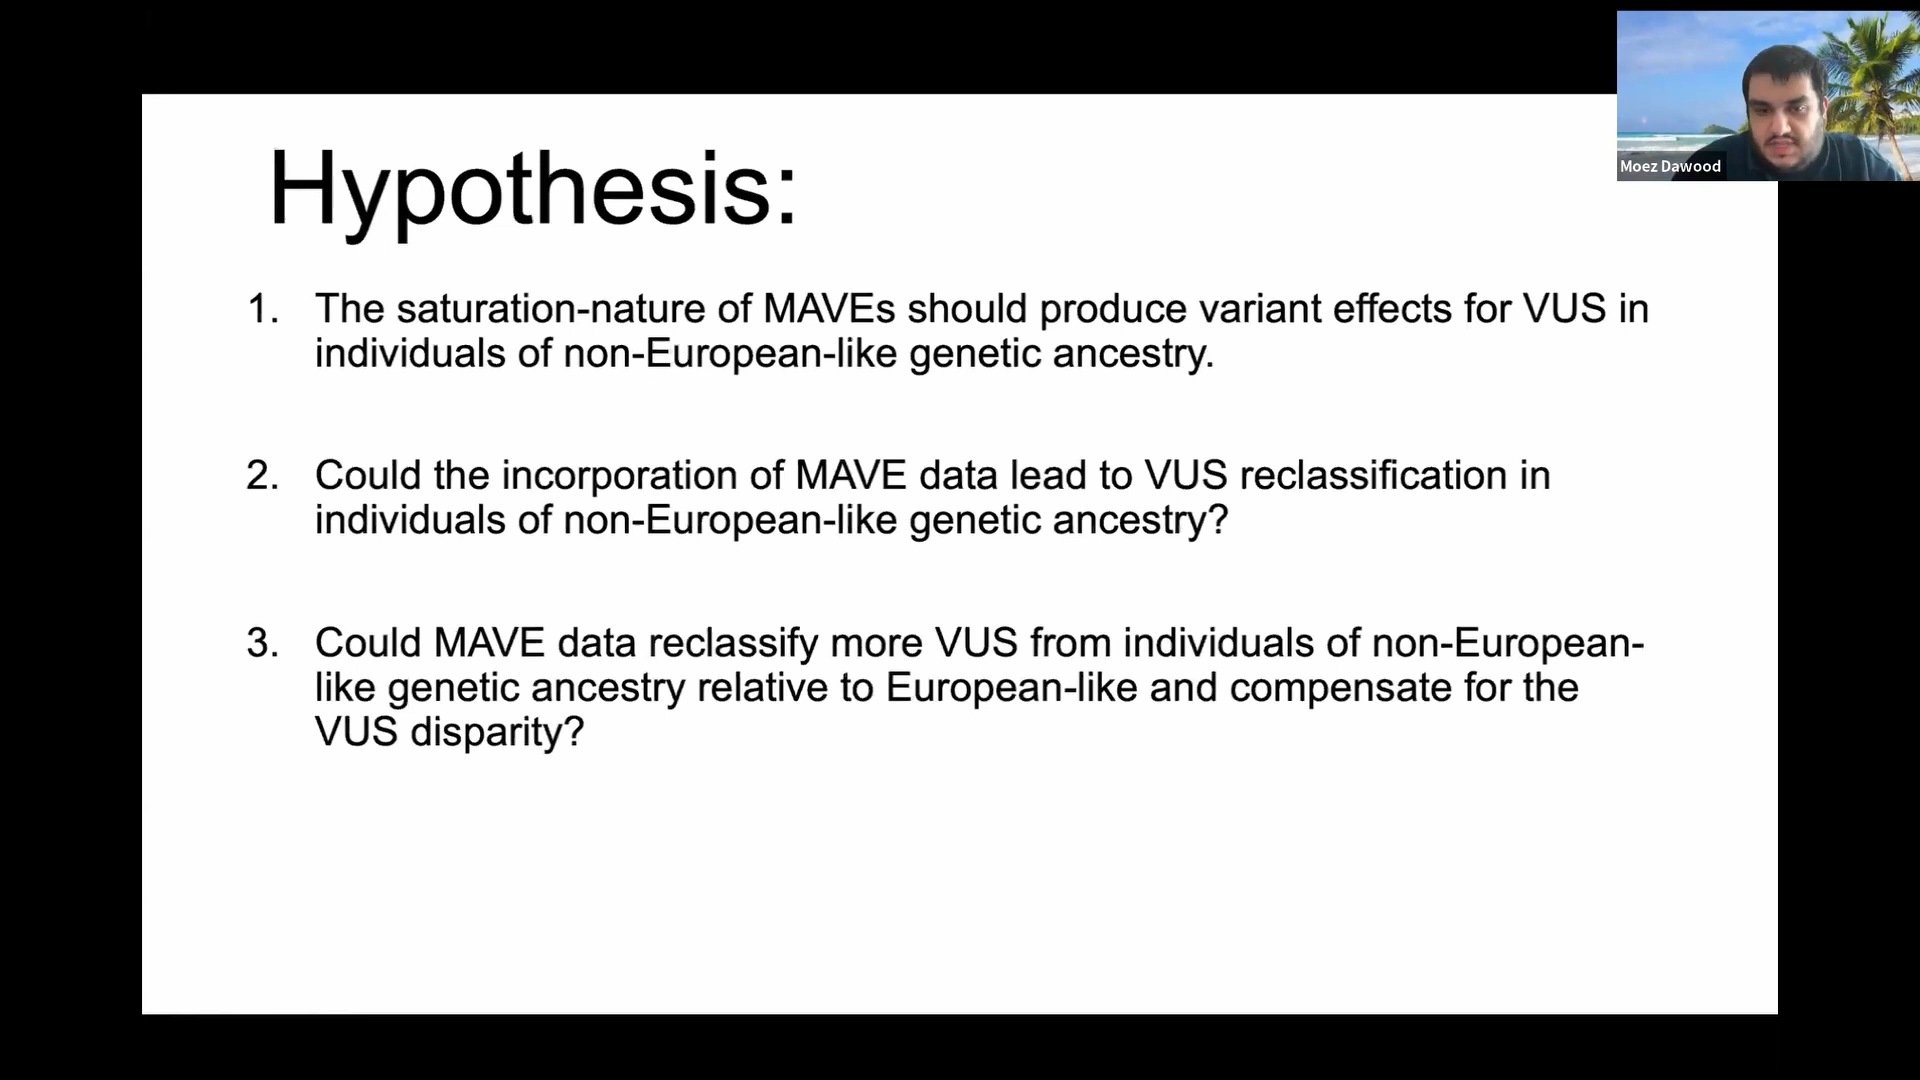 Hypothesis:
1. The saturation-nature of MAVEs should produce variant effects for VUS in
individuals of non-European-like genetic ancestry.
2. Could the incorporation of MAVE data lead to VUS reclassification in
individuals of non-European-like genetic ancestry?
3. Could MAVE data reclassify more VUS from individuals of non-European-
like genetic ancestry relative to European-like and compensate for the
VUS disparity?
Moez Dawood